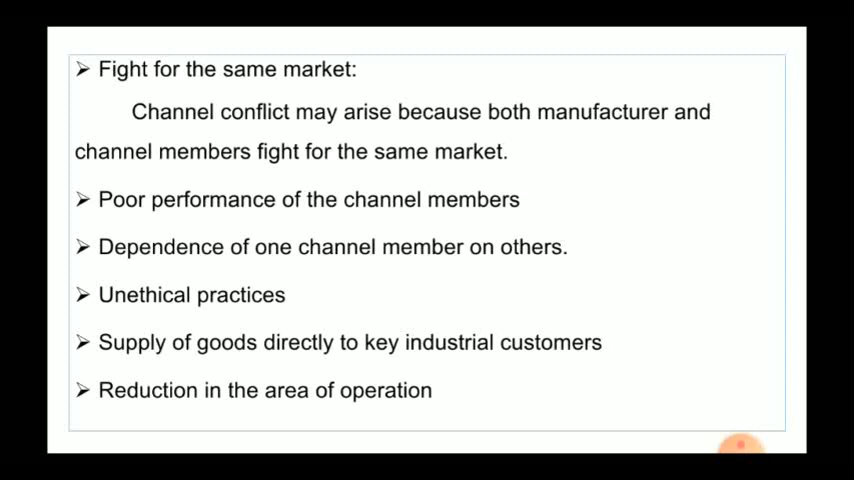 ➢ Fight for the same market:
Channel conflict may arise because both manufacturer and
channel members fight for the same market.
➢ Poor performance of the channel members
➢ Dependence of one channel member on others.
➢ Unethical practices
➢ Supply of goods directly to key industrial customers
➢ Reduction in the area of operation